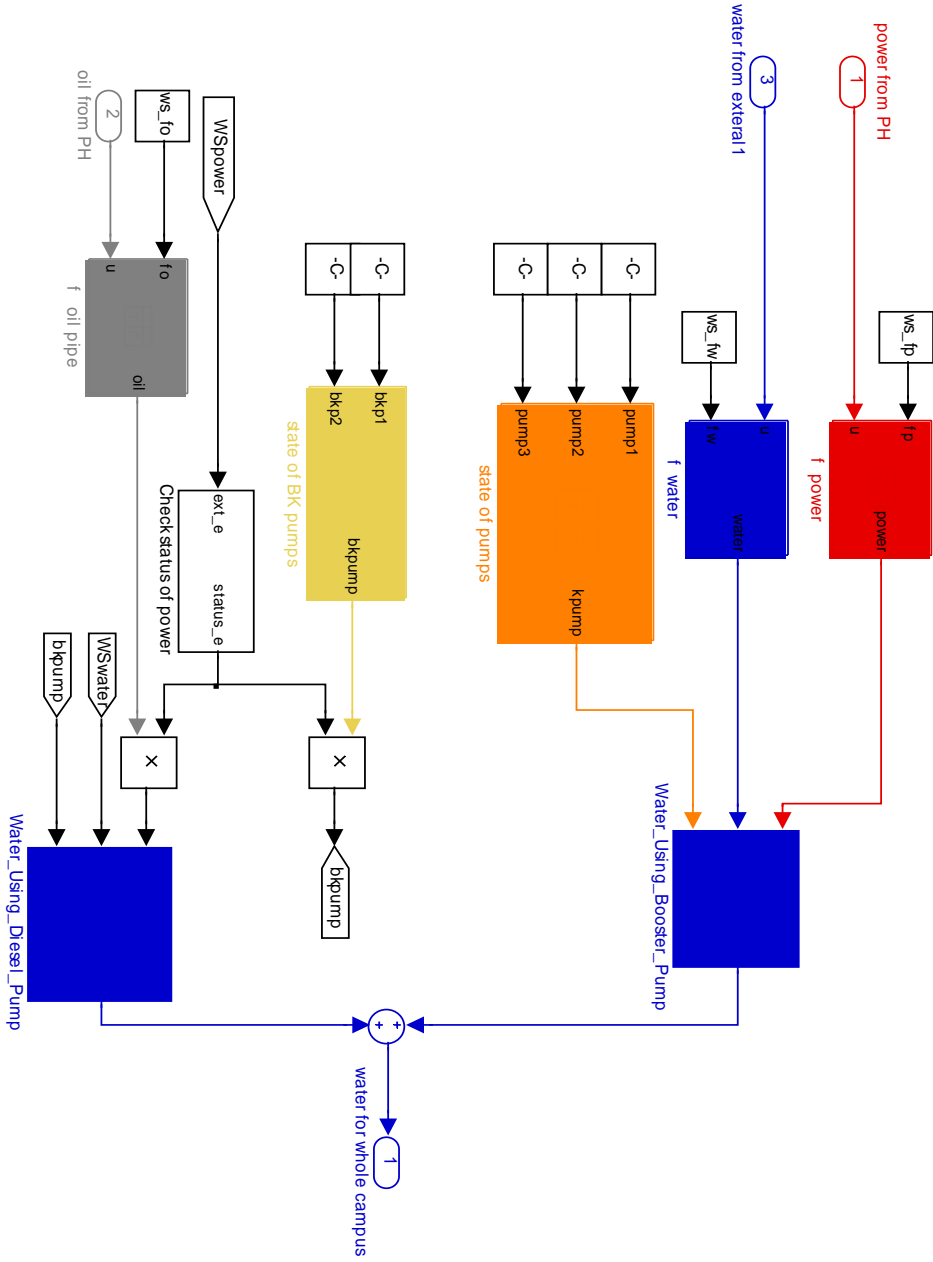 power from PH
1
ws_fp
fp
u
power
f power
water from exteral1
3
ws_fw
u
fw
water
f water
-C-
-C-
-C-
pump1
pump2
pump3
kpump
state of pumps
Water_Using_Booster_Pump
-C-
-C-
bkp1
bkp2
bkpump
state of BK pumps
×
bkpump
+
+
1
water for whole campus
WSpower
ext_e
status_e
Check status of power
ws_fo
2
oil from PH
fo
u
oil
f oil pipe
×
WSwater
bkpump
Water_Using_Diesel_Pump